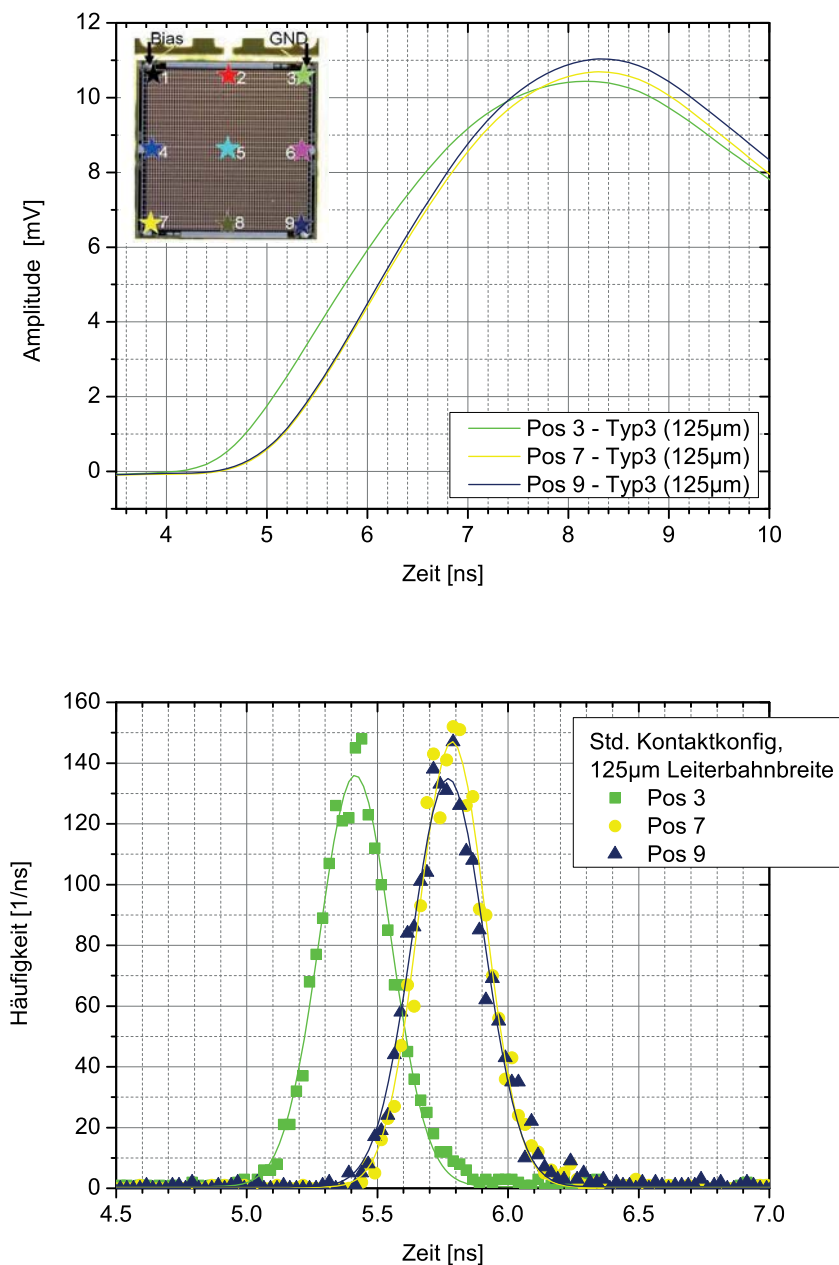 12
10
8
6
4
2
0
Amplitude [mV]
Bias
GND
1
2
3
4
5
6
7
8
9
Pos 3 - Typ3 (125µm)
Pos 7 - Typ3 (125µm)
Pos 9 - Typ3 (125µm)
4 5 6 7 8 9 10
Zeit [ns]
160
140
120
100
80
60
40
20
0
Häufigkeit [1/ns]
Std. Kontaktkonfig,
125µm Leiterbahnbreite
Pos 3
Pos 7
Pos 9
4.5 5.0 5.5 6.0 6.5 7.0
Zeit [ns]